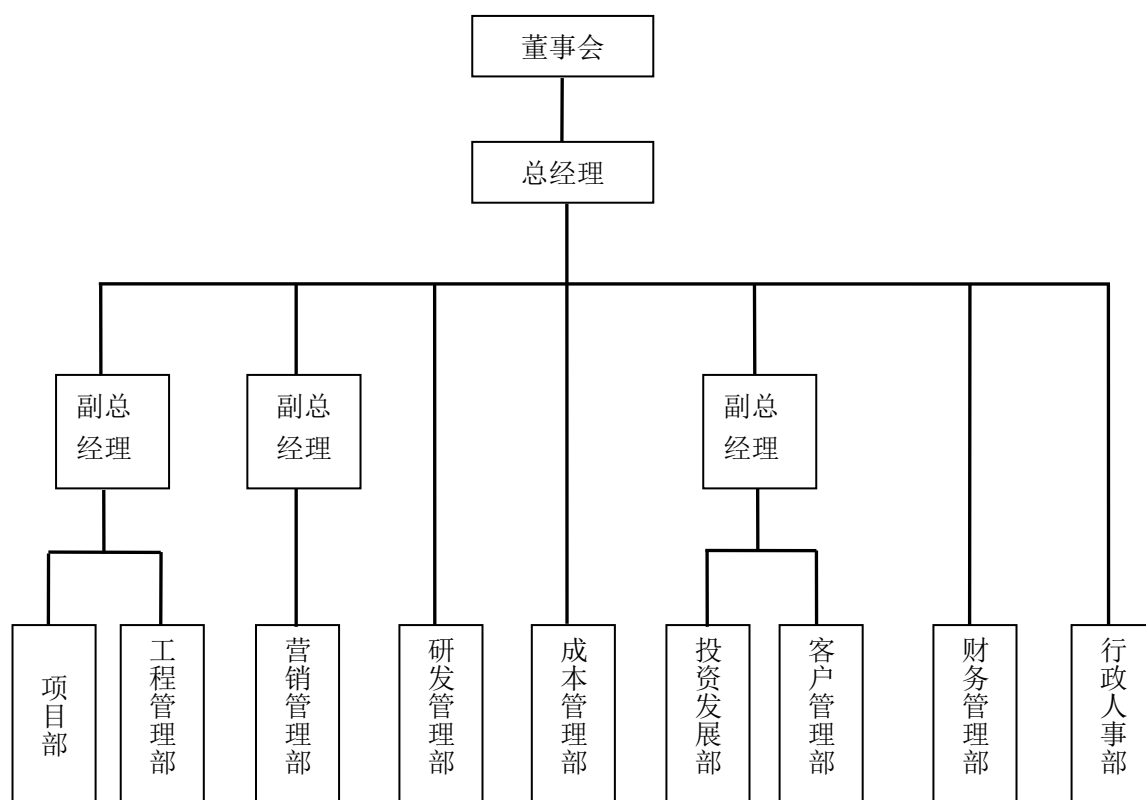 董事会
总经理
副总
经理
副总
经理
副总
经理
项目部
工程管理部
营销管理部
研发管理部
成本管理部
投资发展部
客户管理部
财务管理部
行政人事部